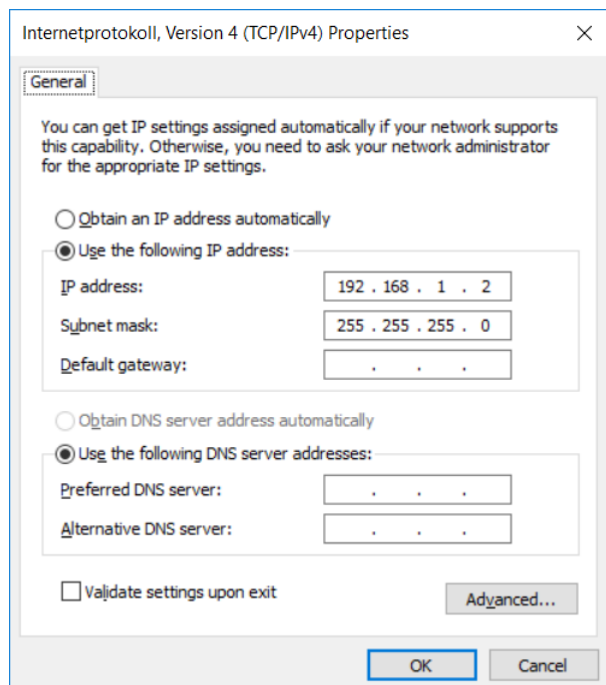 Internetprotokoll, Version 4 (TCP/IPv4) Properties
General
You can get IP settings assigned automatically if your network supports
this capability. Otherwise, you need to ask your network administrator
for the appropriate IP settings.
Obtain an IP address automatically
Use the following IP address:
IP address: 192 . 168 . 1 . 2
Subnet mask: 255 . 255 . 255 . 0
Default gateway: . . .
Obtain DNS server address automatically
Use the following DNS server addresses:
Preferred DNS server: . . .
Alternative DNS server: . . .
Validate settings upon exit
Advanced...
OK Cancel